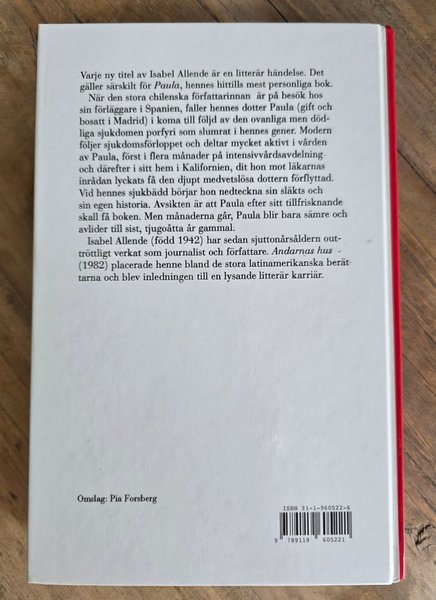 Varje ny titel av Isabel Allende är en litterär händelse. Det
gäller särskilt för Paula, hennes hittills mest personliga bok.
När den stora chilenska författarinnan är på besök hos
sin förläggare i Spanien, faller hennes dotter Paula (gift och
bosatt i Madrid) i koma till följd av den ovanliga men död-
liga sjukdomen porfyri som slumrat i hennes gener. Modern
följer sjukdomsförloppet och deltar mycket aktivt i vården
av Paula, först i flera månader på intensivvårdsavdelning
och därefter i sitt hem i Kalifornien, dit hon mot läkarnas
inrådan lyckats få den djupt medvetslösa dottern förflyttad.
Vid hennes sjukbädd börjar hon nedteckna sin släkts och
sin egen historia. Avsikten är att Paula efter sitt tillfrisknande
skall få boken. Men månaderna går, Paula blir bara sämre och
avlider till sist, tjugoåtta år gammal.
Isabel Allende (född 1942) har sedan sjuttonårsåldern out-
tröttligt verkat som journalist och författare. Andarnas hus
(1982) placerade henne bland de stora latinamerikanska berät-
tarna och blev inledningen till en lysande litterär karriär.
Omslag: Pia Forsberg
ISBN 91-1-960522-6
9 789119 605221